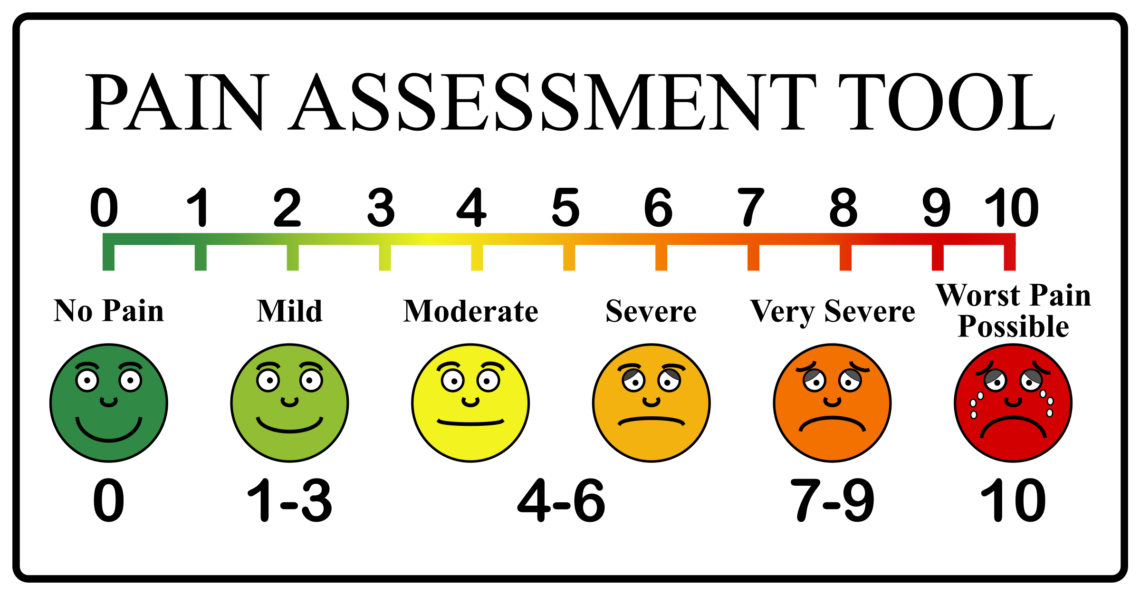 PAIN ASSESSMENT TOOL
0 1 2 3 4 5 6 7 8 9 10
No Pain Mild Moderate Severe Very Severe Worst Pain
Possible
0 1-3 4-6 7-9 10